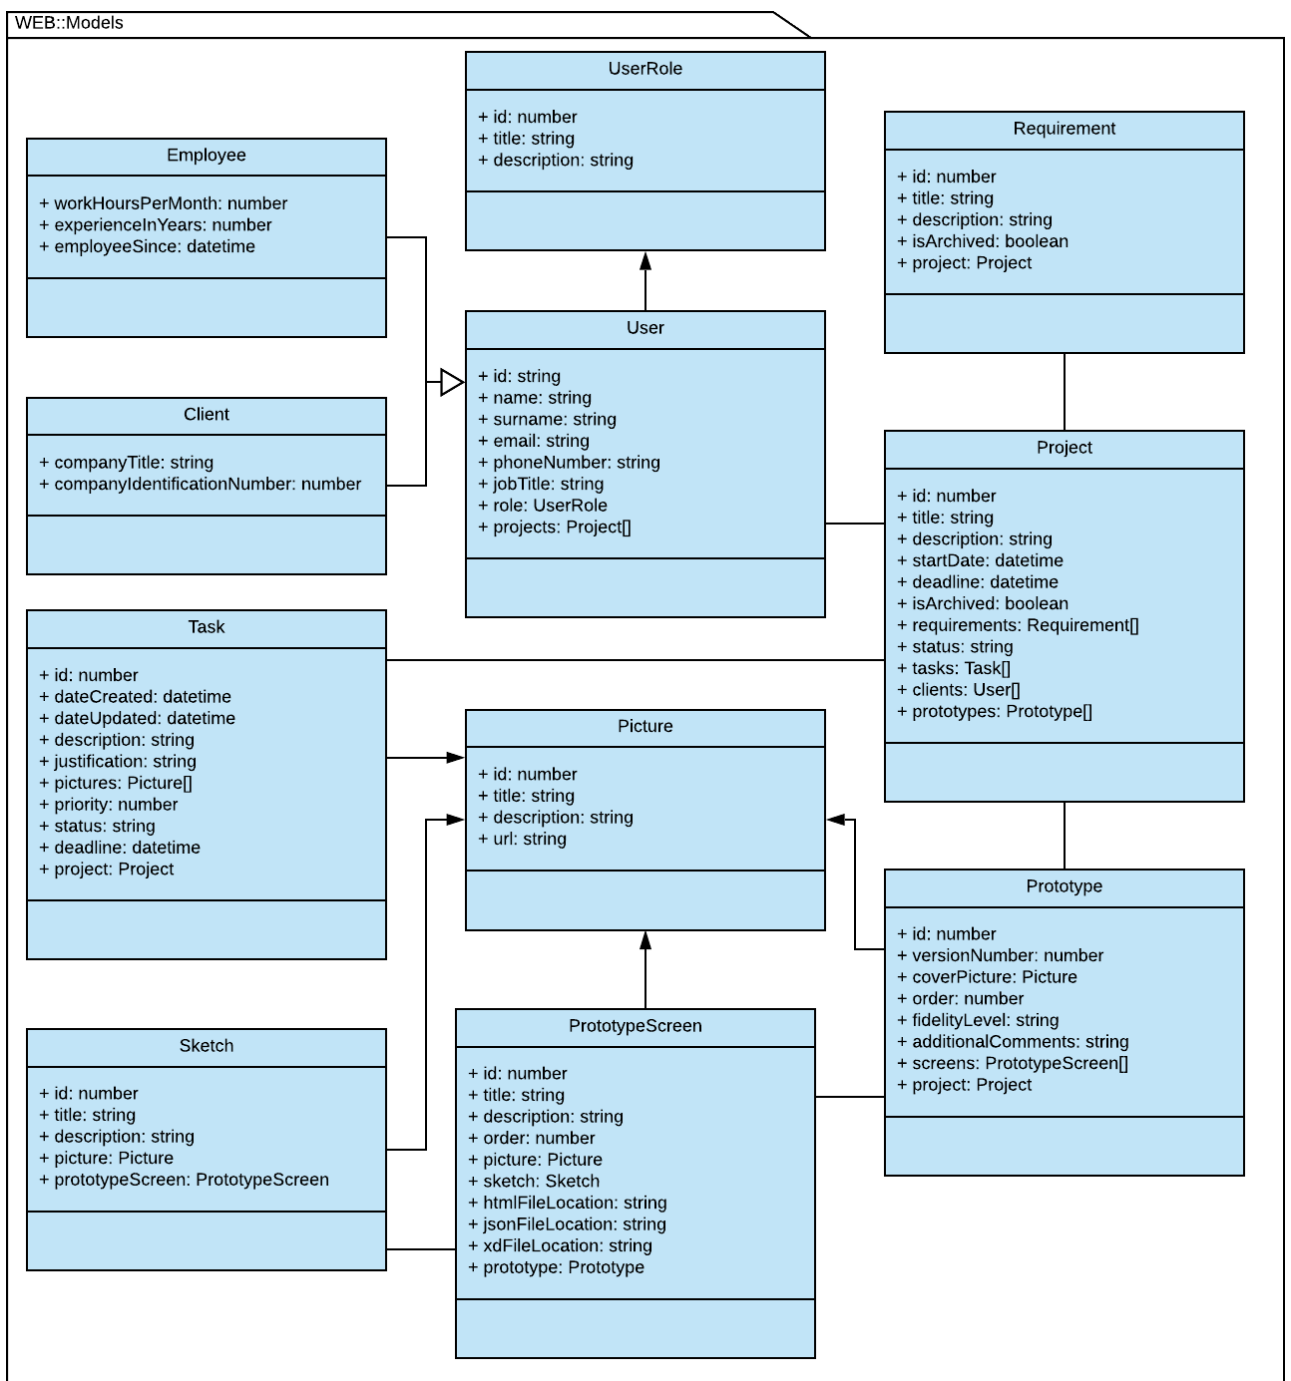 WEB::Models
UserRole
+ id: number
+ title: string
+ description: string
Requirement
+ id: number
+ title: string
+ description: string
+ isArchived: boolean
+ project: Project
Employee
+ workHoursPerMonth: number
+ experienceInYears: number
+ employeeSince: datetime
User
+ id: string
+ name: string
+ surname: string
+ email: string
+ phoneNumber: string
+ jobTitle: string
+ role: UserRole
+ projects: Project[]
Client
+ companyTitle: string
+ companyIdentificationNumber: number
Project
+ id: number
+ title: string
+ description: string
+ startDate: datetime
+ deadline: datetime
+ isArchived: boolean
+ requirements: Requirement[]
+ status: string
+ tasks: Task[]
+ clients: User[]
+ prototypes: Prototype[]
Task
+ id: number
+ dateCreated: datetime
+ dateUpdated: datetime
+ description: string
+ justification: string
+ pictures: Picture[]
+ priority: number
+ status: string
+ deadline: datetime
+ project: Project
Picture
+ id: number
+ title: string
+ description: string
+ url: string
Prototype
+ id: number
+ versionNumber: number
+ coverPicture: Picture
+ order: number
+ fidelityLevel: string
+ additionalComments: string
+ screens: PrototypeScreen[]
+ project: Project
Sketch
+ id: number
+ title: string
+ description: string
+ picture: Picture
+ prototypeScreen: PrototypeScreen
PrototypeScreen
+ id: number
+ title: string
+ description: string
+ order: number
+ picture: Picture
+ sketch: Sketch
+ htmlFileLocation: string
+ jsonFileLocation: string
+ xdFileLocation: string
+ prototype: Prototype